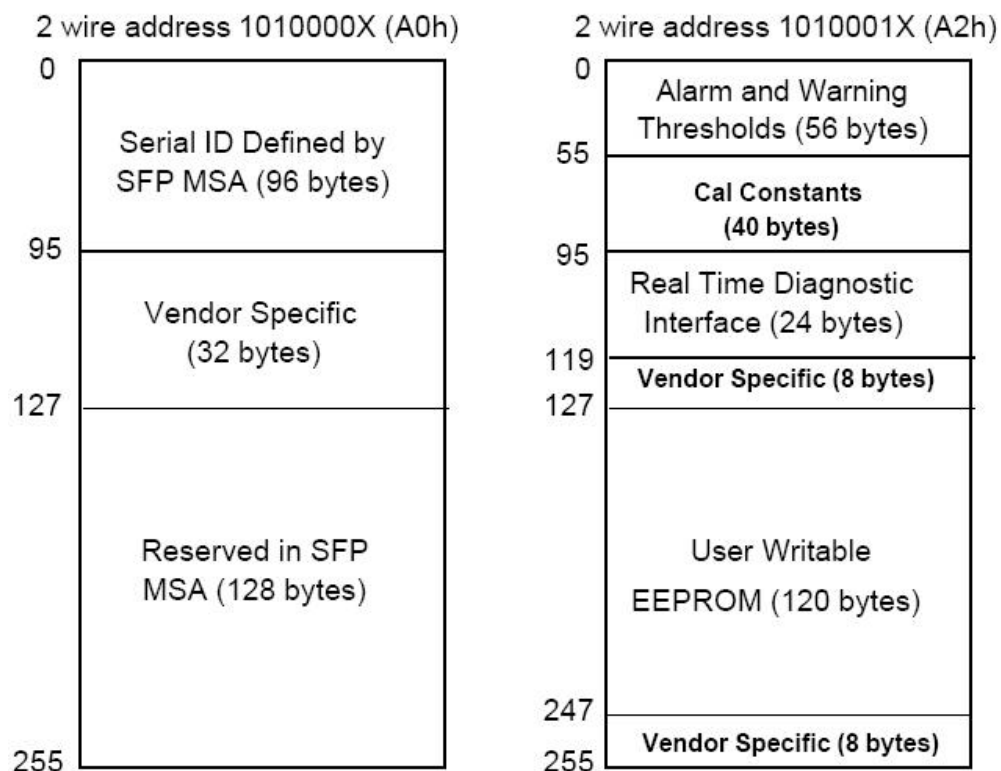 2 wire address 1010000X (A0h)
0
Serial ID Defined by
SFP MSA (96 bytes)
95
Vendor Specific
(32 bytes)
127
Reserved in SFP
MSA (128 bytes)
255
2 wire address 1010001X (A2h)
0
Alarm and Warning
Thresholds (56 bytes)
55
Cal Constants
(40 bytes)
95
Real Time Diagnostic
Interface (24 bytes)
119
Vendor Specific (8 bytes)
127
User Writable
EEPROM (120 bytes)
247
Vendor Specific (8 bytes)
255